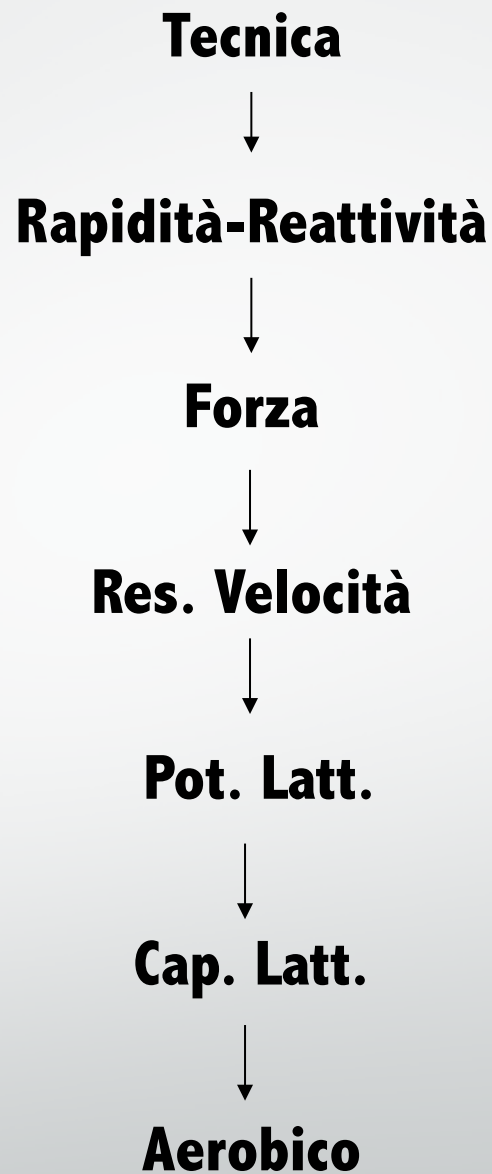 Tecnica
Rapidità-Reattività
Forza
Res. Velocità
Pot. Latt.
Cap. Latt.
Aerobico